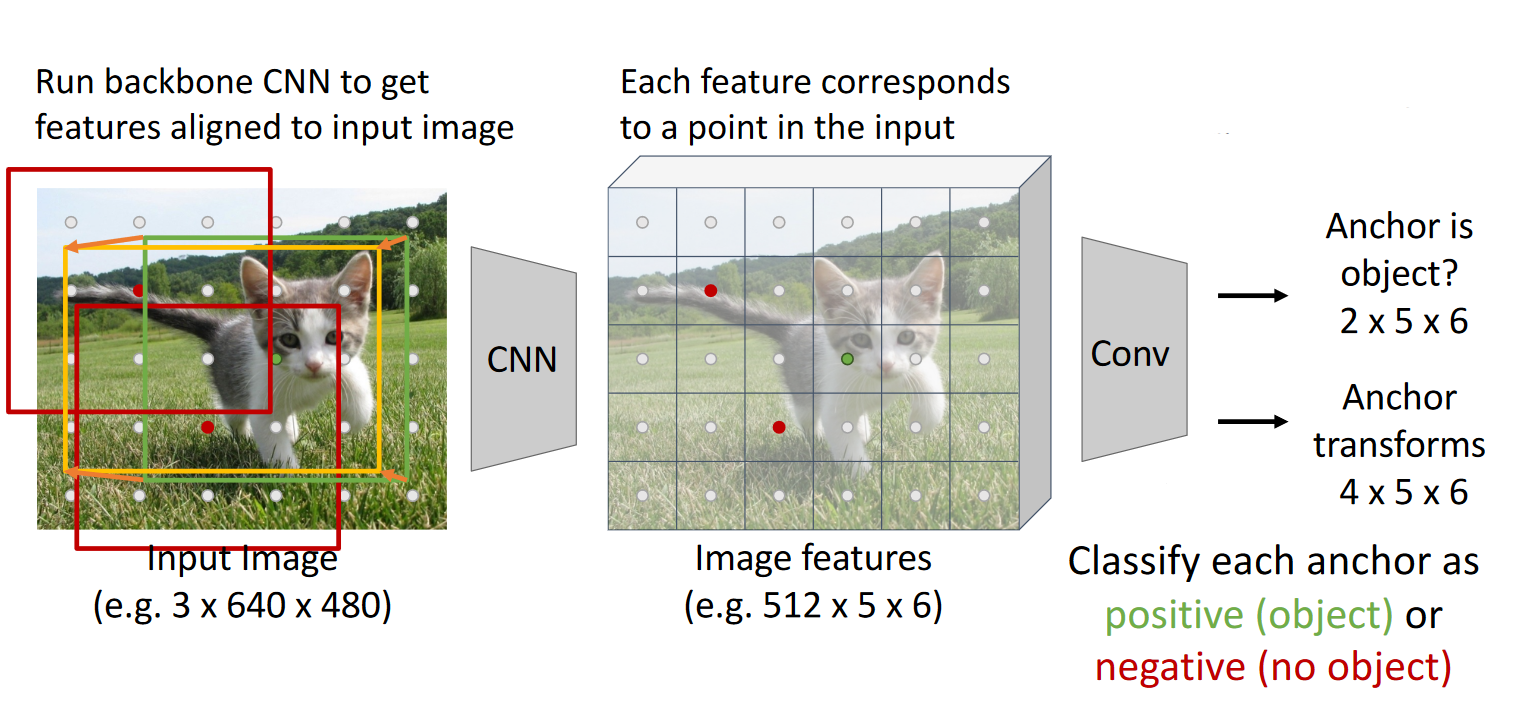 Run backbone CNN to get
features aligned to input image
Each feature corresponds
to a point in the input
CNN
Conv
Anchor is
object?
2 x 5 x 6
Anchor
transforms
4 x 5 x 6
Input Image
(e.g. 3 x 640 x 480)
Image features
(e.g. 512 x 5 x 6)
Classify each anchor as
positive (object) or
negative (no object)